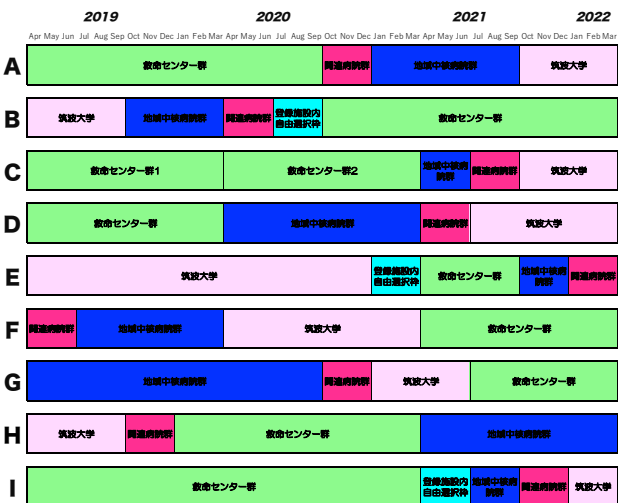 2019 2020 2021 2022
Apr May Jun Jul Aug Sep Oct Nov Dec Jan Feb Mar Apr May Jun Jul Aug Sep Oct Nov Dec Jan Feb Mar Apr May Jun Jul Aug Sep Oct Nov Dec Jan Feb Mar
A 救命センター群 関連病院群 地域中核病院群 筑波大学
B 筑波大学 地域中核病院群 関連病院群 登録施設内 自由選択枠 救命センター群
C 救命センター群1 救命センター群2 地域中核病院群 関連病院群 筑波大学
D 救命センター群 地域中核病院群 関連病院群 筑波大学
E 筑波大学 登録施設内 自由選択枠 救命センター群 地域中核病院群 関連病院群
F 関連病院群 地域中核病院群 筑波大学 救命センター群
G 地域中核病院群 関連病院群 筑波大学 救命センター群
H 筑波大学 関連病院群 救命センター群 地域中核病院群
I 救命センター群 登録施設内 自由選択枠 地域中核病院群 関連病院群 筑波大学